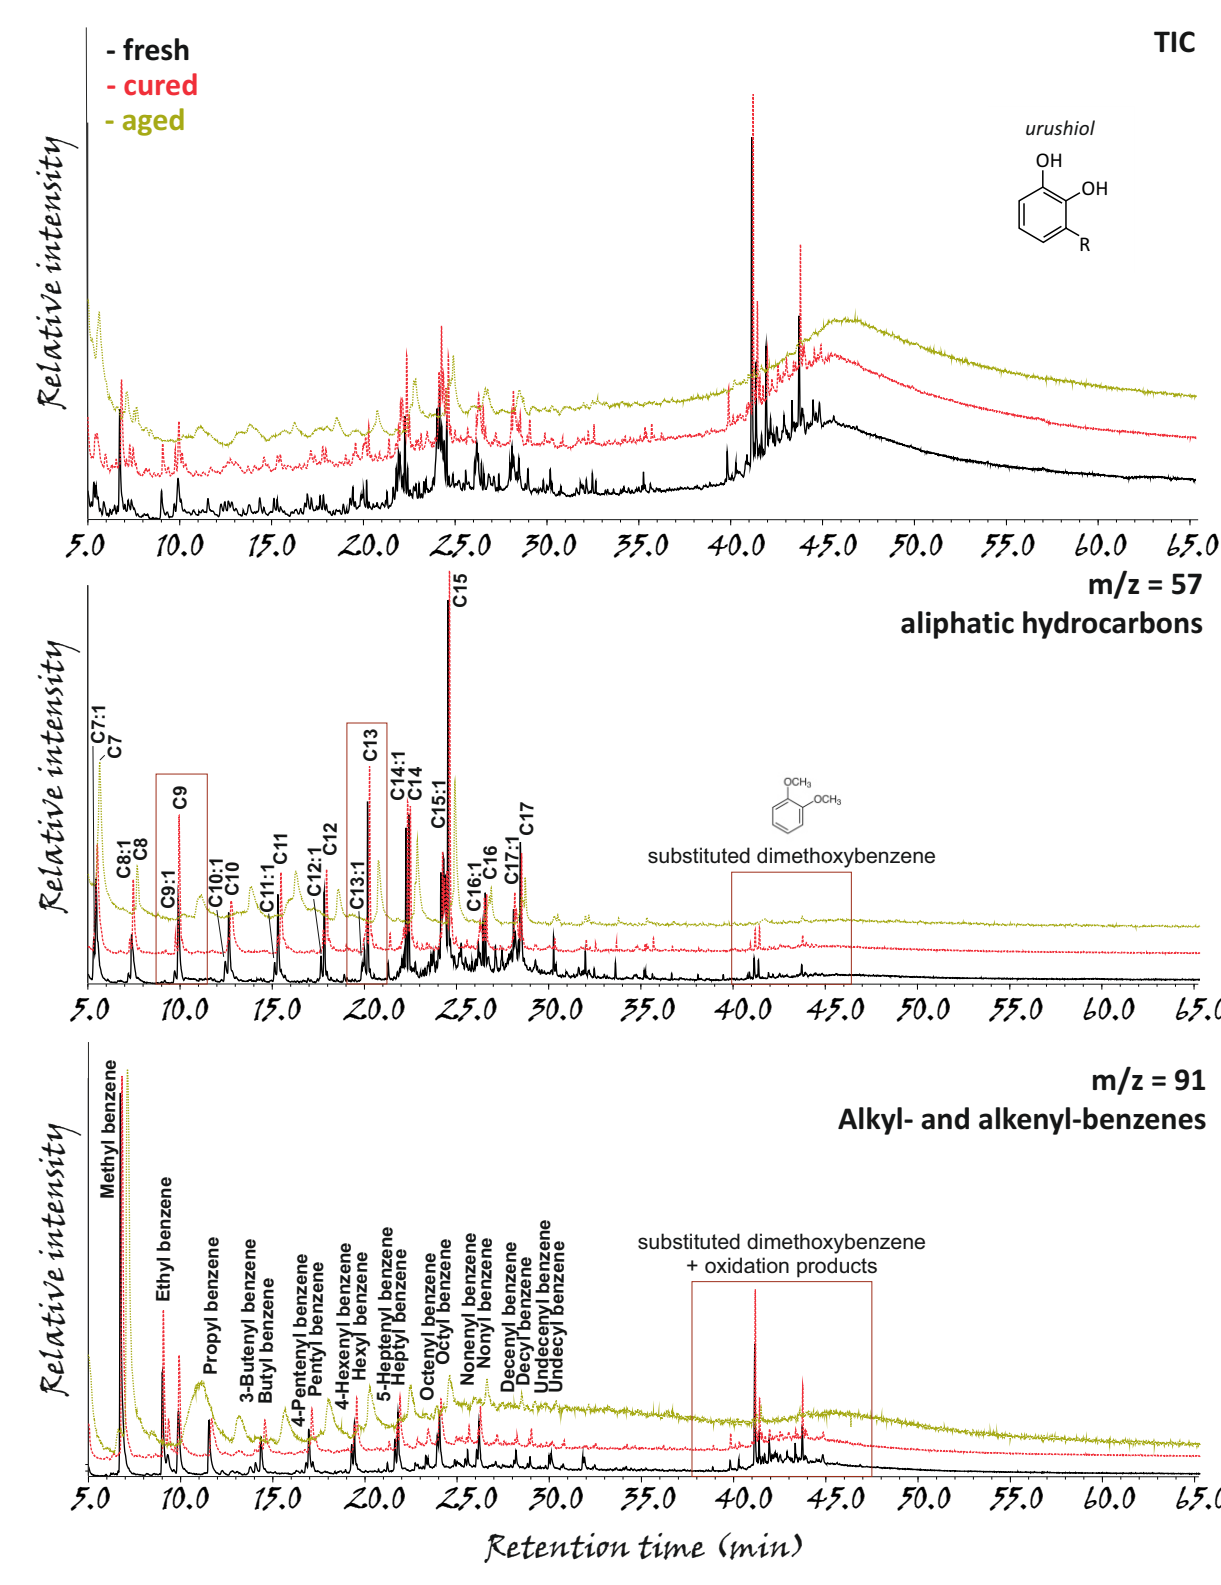 - fresh
- cured
- aged
TIC
urushiol
OH
OH
R
Relative intensity
5.0 10.0 15.0 20.0 25.0 30.0 35.0 40.0 45.0 50.0 55.0 60.0 65.0
m/z = 57
aliphatic hydrocarbons
Relative intensity
C7:1
C7
C8:1
C8
C9:1
C9
C10:1
C10
C11:1
C11
C12:1
C12
C13:1
C13
C14:1
C14
C15:1
C15
C16:1
C16
C17:1
C17
OCH3
OCH3
substituted dimethoxybenzene
5.0 10.0 15.0 20.0 25.0 30.0 35.0 40.0 45.0 50.0 55.0 60.0 65.0
m/z = 91
Alkyl- and alkenyl-benzenes
Relative intensity
Methyl benzene
Ethyl benzene
Propyl benzene
3-Butenyl benzene
Butyl benzene
4-Pentenyl benzene
Pentyl benzene
4-Hexenyl benzene
Hexyl benzene
5-Heptenyl benzene
Heptyl benzene
Octenyl benzene
Octyl benzene
Nonenyl benzene
Nonyl benzene
Decenyl benzene
Decyl benzene
Undecenyl benzene
Undecyl benzene
substituted dimethoxybenzene
+ oxidation products
5.0 10.0 15.0 20.0 25.0 30.0 35.0 40.0 45.0 50.0 55.0 60.0 65.0
Retention time (min)